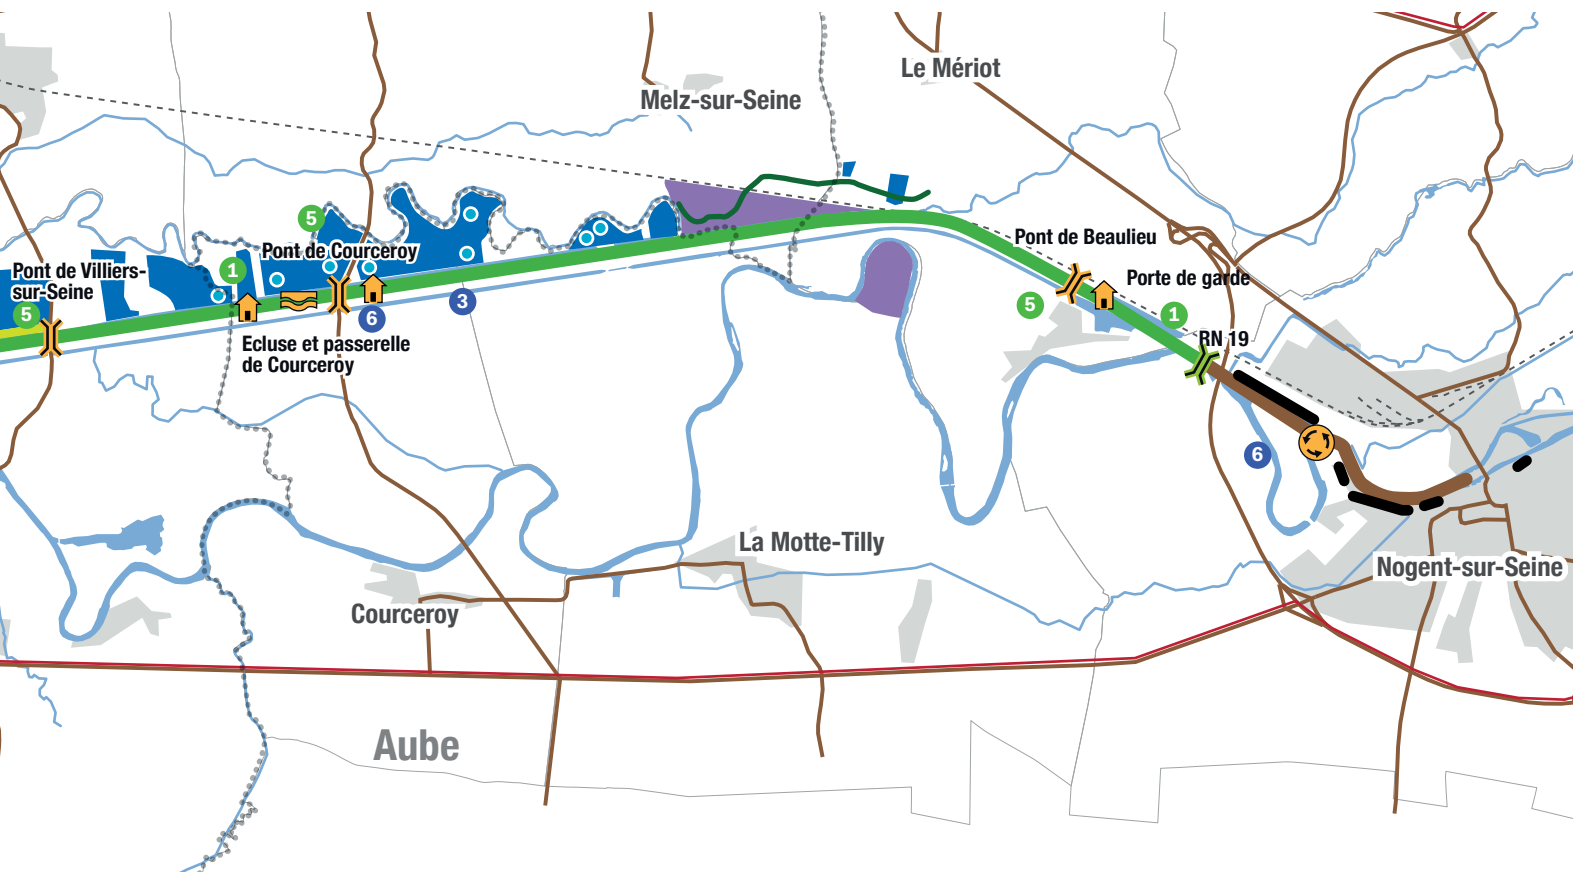 Le Mériot
Melz-sur-Seine
5
Pont de Courceroy
Pont de Beaulieu
1
Pont de Villiers-
sur-Seine
Porte de garde
5
3
5
1
6
RN 19
Ecluse et passerelle
de Courceroy
6
La Motte-Tilly
Nogent-sur-Seine
Courceroy
Aube